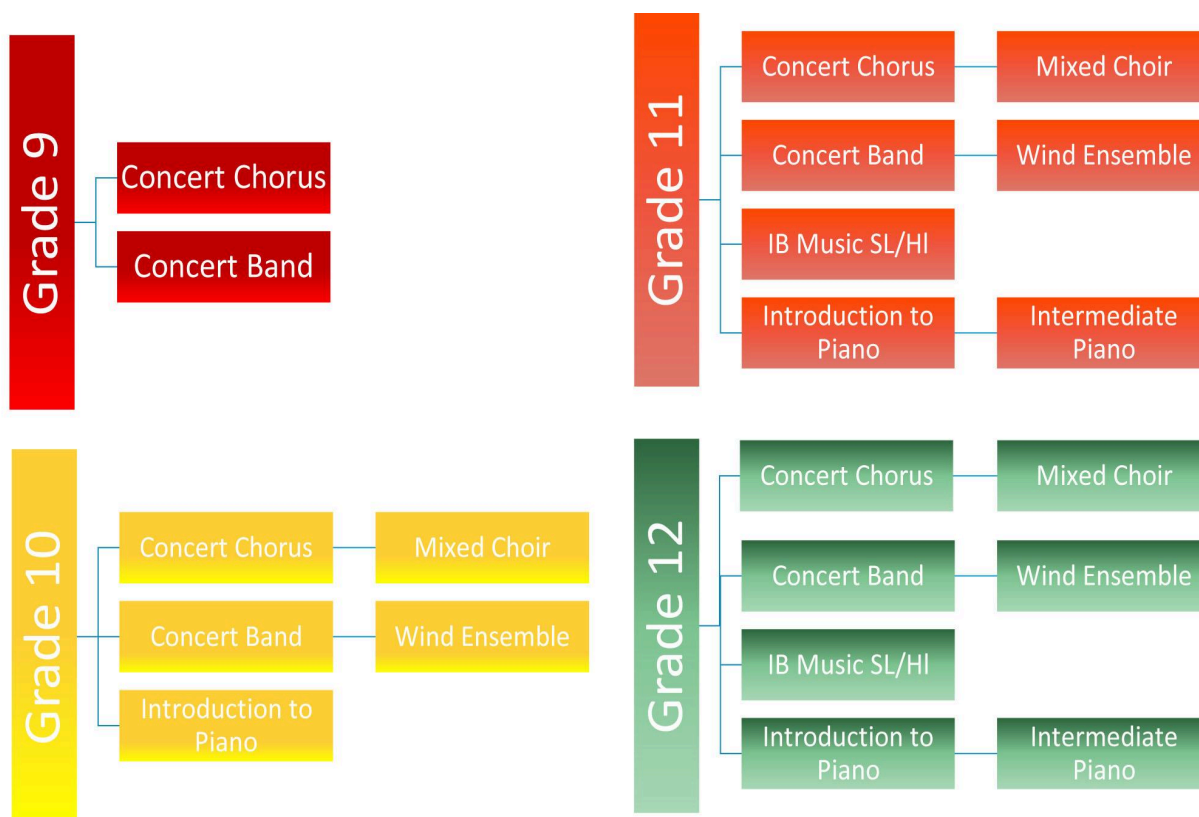 Grade 9
Concert Chorus
Concert Band
Grade 10
Concert Chorus
Mixed Choir
Concert Band
Wind Ensemble
Introduction to
Piano
Grade 11
Concert Chorus
Mixed Choir
Concert Band
Wind Ensemble
IB Music SL/Hl
Introduction to
Piano
Intermediate
Piano
Grade 12
Concert Chorus
Mixed Choir
Concert Band
Wind Ensemble
IB Music SL/Hl
Introduction to
Piano
Intermediate
Piano